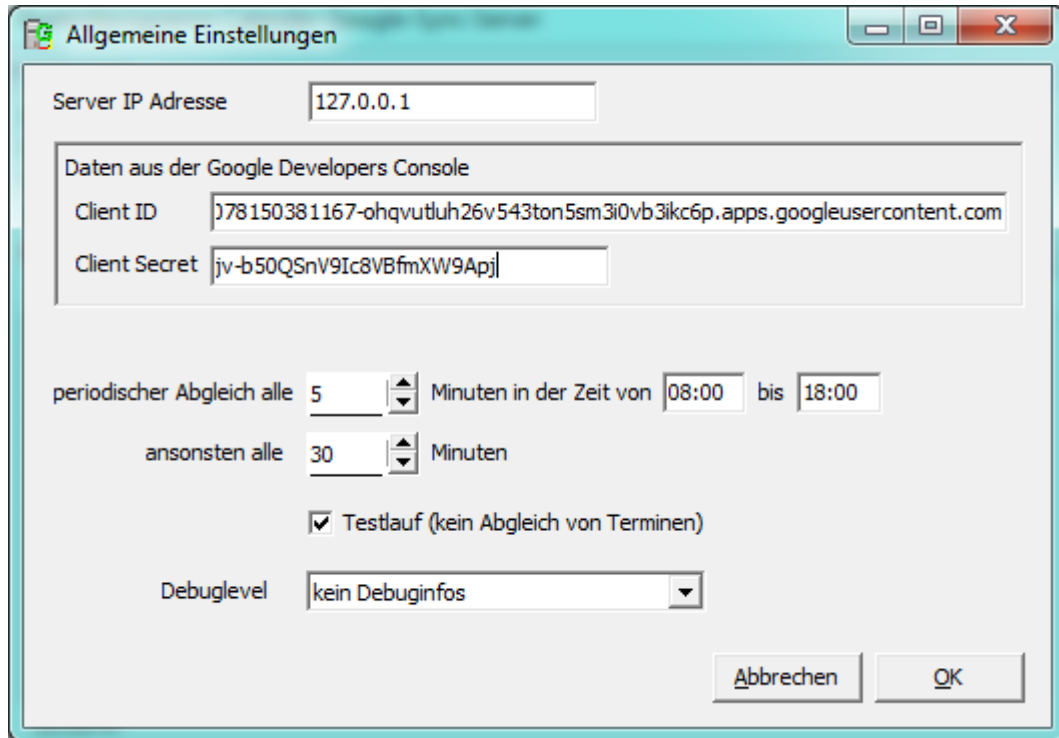 Allgemeine Einstellungen
Server IP Adresse 127.0.0.1
Daten aus der Google Developers Console
Client ID 078150381167-ohqvutluh26v543ton5sm3i0vb3ikc6p.apps.googleusercontent.com
Client Secret jv-b50QSnV9Ic8VBfmXW9Apj
periodischer Abgleich alle 5 Minuten in der Zeit von 08:00 bis 18:00
ansonsten alle 30 Minuten
Testlauf (kein Abgleich von Terminen)
Debuglevel kein Debuginfos
Abbrechen OK